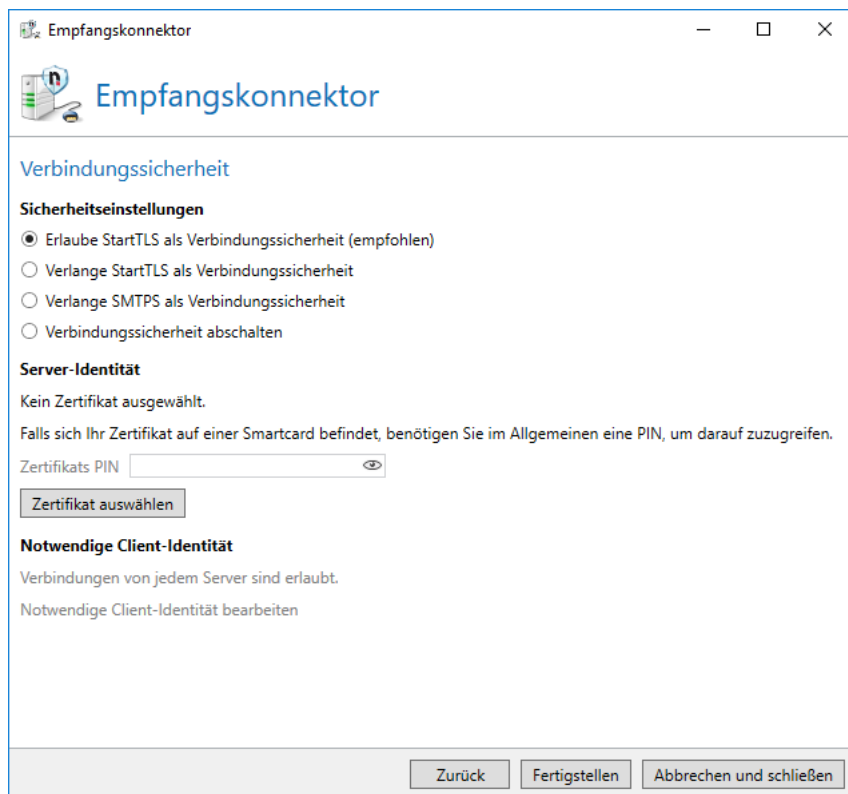 Empfangskonnektor
n
Empfangskonnektor
Verbindungssicherheit
Sicherheitseinstellungen
Erlaube StartTLS als Verbindungssicherheit (empfohlen)
Verlange StartTLS als Verbindungssicherheit
Verlange SMTPS als Verbindungssicherheit
Verbindungssicherheit abschalten
Server-Identität
Kein Zertifikat ausgewählt.
Falls sich Ihr Zertifikat auf einer Smartcard befindet, benötigen Sie im Allgemeinen eine PIN, um darauf zuzugreifen.
Zertifikats PIN
Zertifikat auswählen
Notwendige Client-Identität
Verbindungen von jedem Server sind erlaubt.
Notwendige Client-Identität bearbeiten
Zurück Fertigstellen Abbrechen und schließen